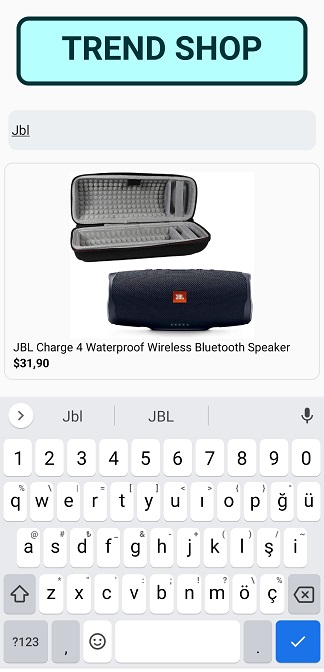 TREND SHOP
Jbl
JBL
JBL Charge 4 Waterproof Wireless Bluetooth Speaker
$31,90
Jbl JBL
1 2 3 4 5 6 7 8 9 0
q w e r t y u ı o p ğ ü
a s d f g h j k l ş i
z x c v b n m ö ç
?123 , .